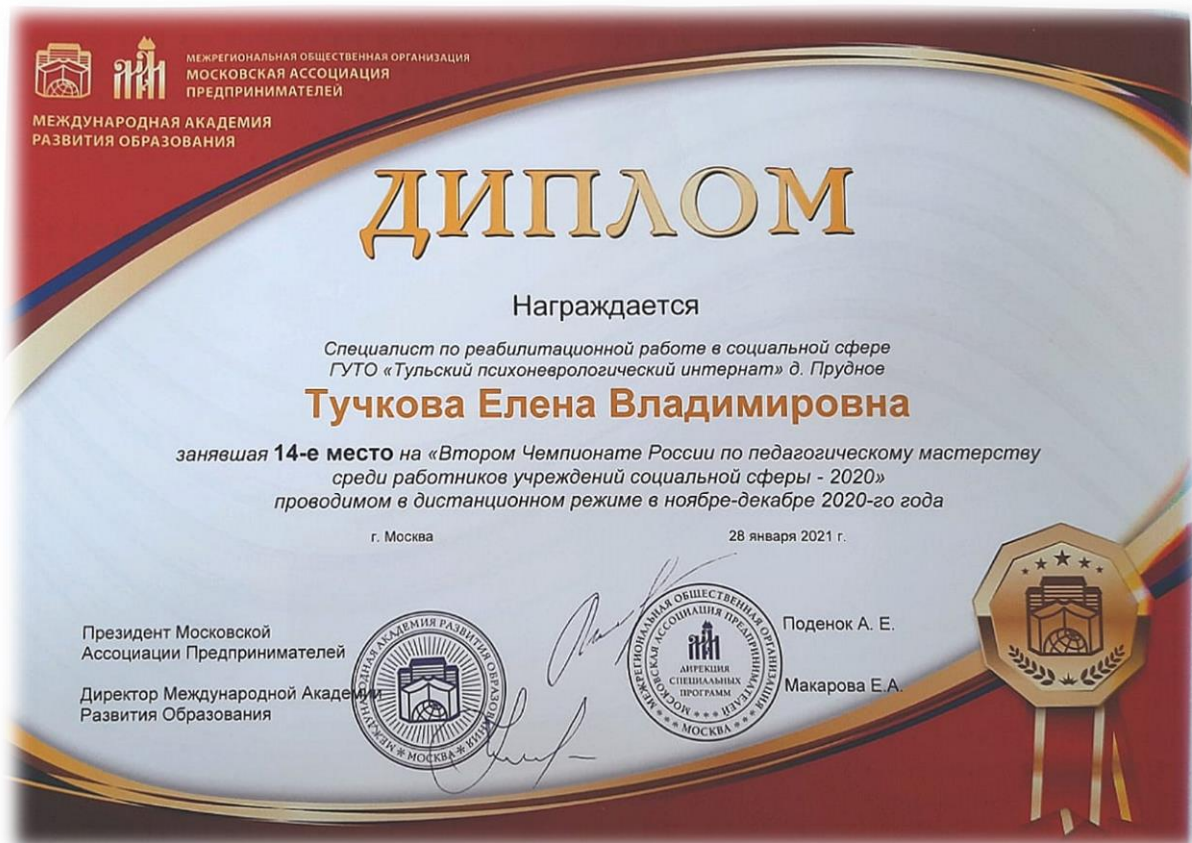 МЕЖРЕГИОНАЛЬНАЯ ОБЩЕСТВЕННАЯ ОРГАНИЗАЦИЯ
МОСКОВСКАЯ АССОЦИАЦИЯ
ПРЕДПРИНИМАТЕЛЕЙ
МЕЖДУНАРОДНАЯ АКАДЕМИЯ
РАЗВИТИЯ ОБРАЗОВАНИЯ
ДИПЛОМ
Награждается
Специалист по реабилитационной работе в социальной сфере
ГУТО «Тульский психоневрологический интернат» д. Прудное
Тучкова Елена Владимировна
занявшая 14-е место на «Втором Чемпионате России по педагогическому мастерству
среди работников учреждений социальной сферы - 2020»
проводимом в дистанционном режиме в ноябре-декабре 2020-го года
г. Москва 28 января 2021 г.
Президент Московской
Ассоциации Предпринимателей
Поденок А. Е.
Директор Международной Академии
Развития Образования
Макарова Е.А.
МЕЖДУНАРОДНАЯ АКАДЕМИЯ РАЗВИТИЯ ОБРАЗОВАНИЯ
МОСКВА
МЕЖРЕГИОНАЛЬНАЯ ОБЩЕСТВЕННАЯ ОРГАНИЗАЦИЯ
МОСКОВСКАЯ АССОЦИАЦИЯ ПРЕДПРИНИМАТЕЛЕЙ
ДИРЕКЦИЯ
СПЕЦИАЛЬНЫХ
ПРОГРАММ
МОСКВА